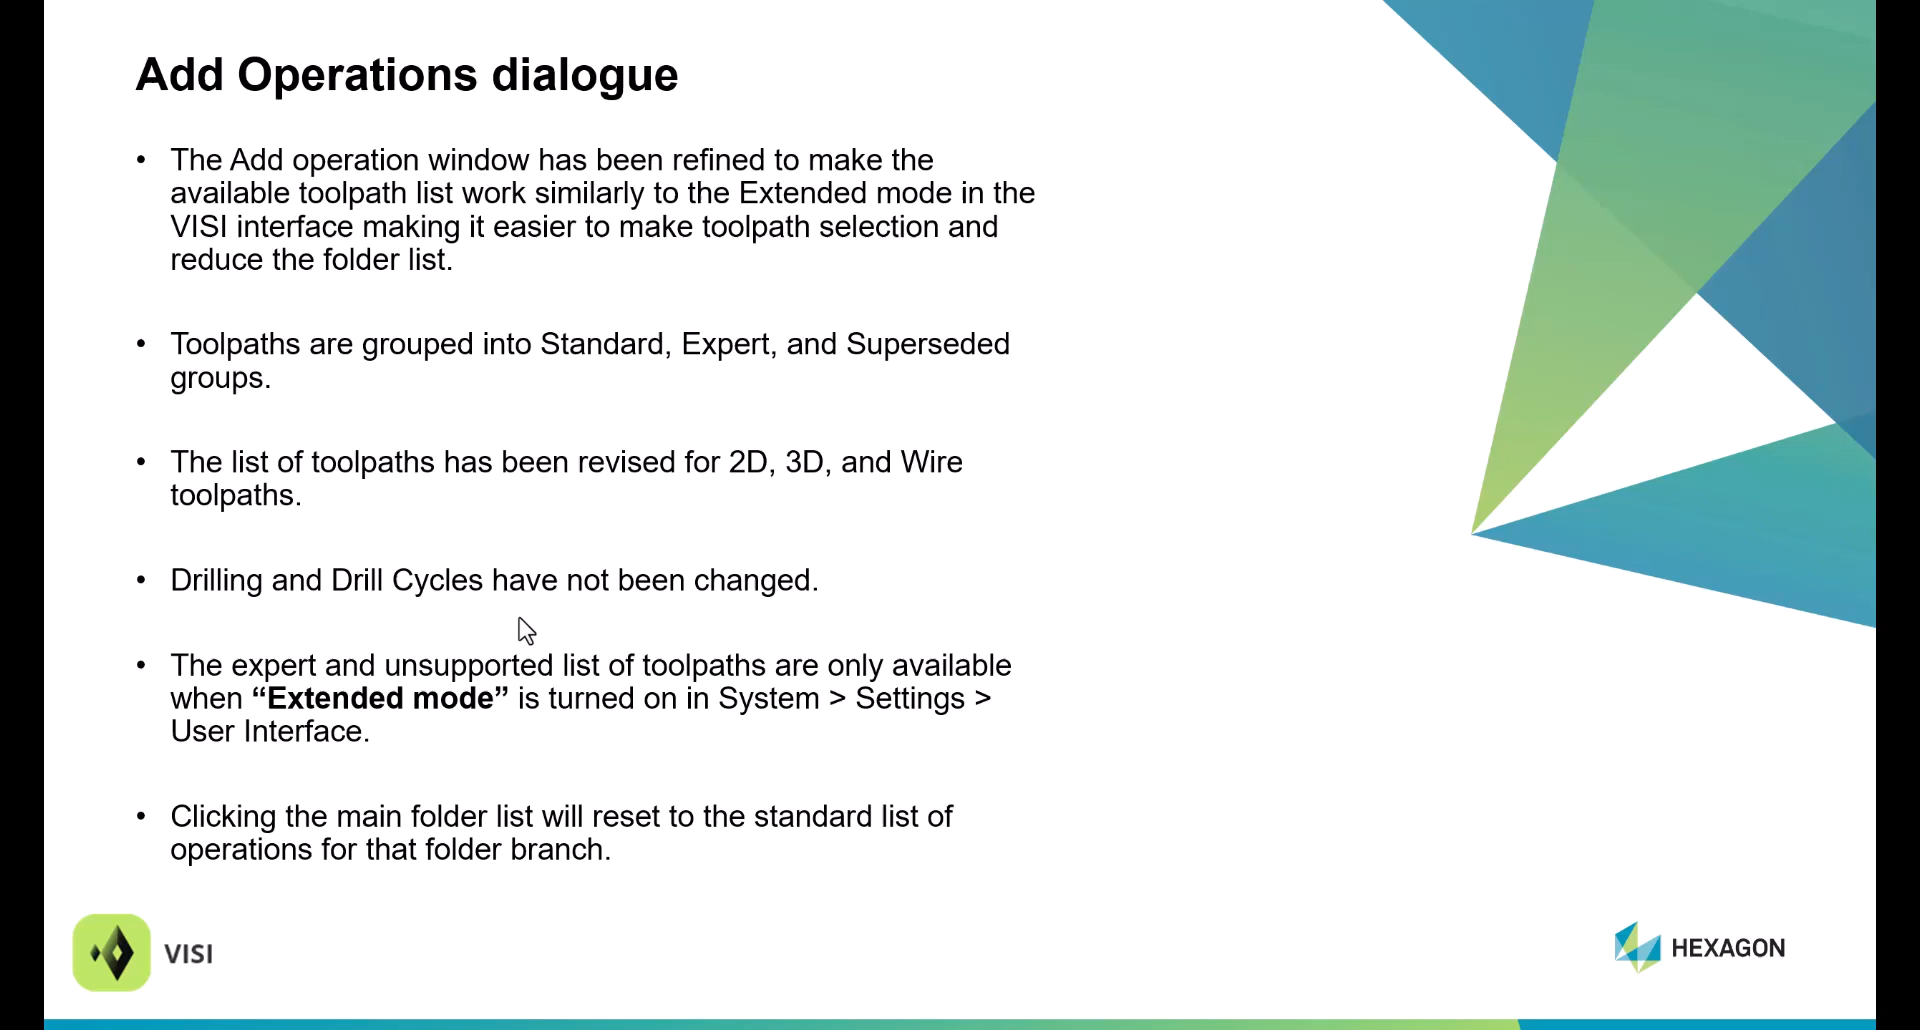 Add Operations dialogue
• The Add operation window has been refined to make the
available toolpath list work similarly to the Extended mode in the
VISI interface making it easier to make toolpath selection and
reduce the folder list.
• Toolpaths are grouped into Standard, Expert, and Superseded
groups.
• The list of toolpaths has been revised for 2D, 3D, and Wire
toolpaths.
• Drilling and Drill Cycles have not been changed.
• The expert and unsupported list of toolpaths are only available
when “Extended mode” is turned on in System > Settings >
User Interface.
• Clicking the main folder list will reset to the standard list of
operations for that folder branch.
VISI
HEXAGON